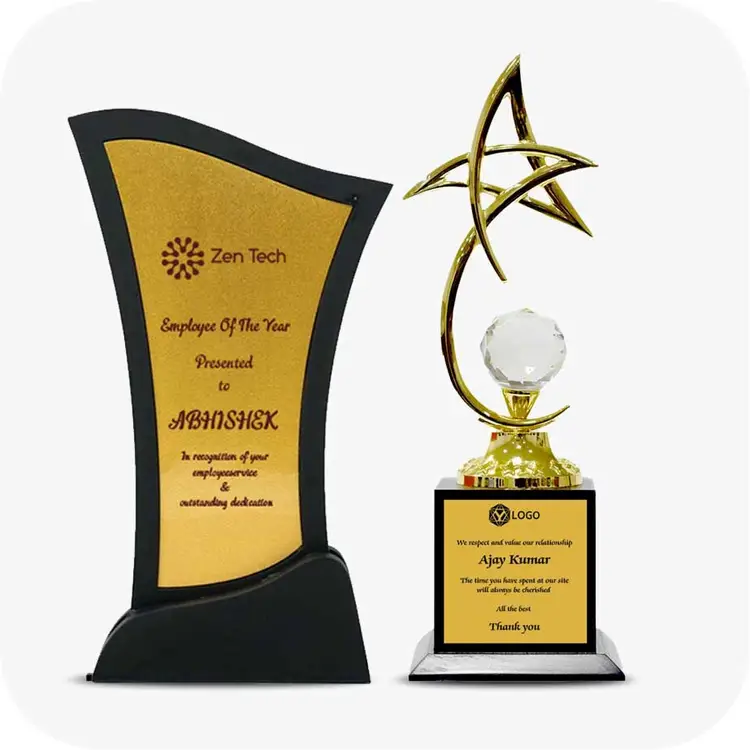 Zen Tech
Employee Of The Year
Presented
to
ABHISHEK
In recognition of your
employeeservice
&
outstanding dedication
LOGO
We respect and value our relationship
Ajay Kumar
The time you have spent at our site
will always be cherished
All the best
Thank you